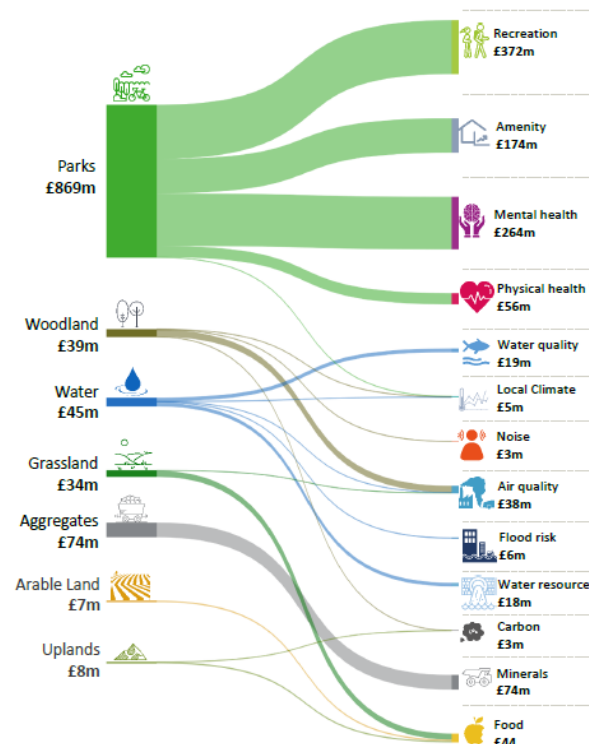 Parks
£869m
Woodland
£39m
Water
£45m
Grassland
£34m
Aggregates
£74m
Arable Land
£7m
Uplands
£8m
Recreation
£372m
Amenity
£174m
Mental health
£264m
Physical health
£56m
Water quality
£19m
Local Climate
£5m
Noise
£3m
Air quality
£38m
Flood risk
£6m
Water resource
£18m
Carbon
£3m
Minerals
£74m
Food
£44